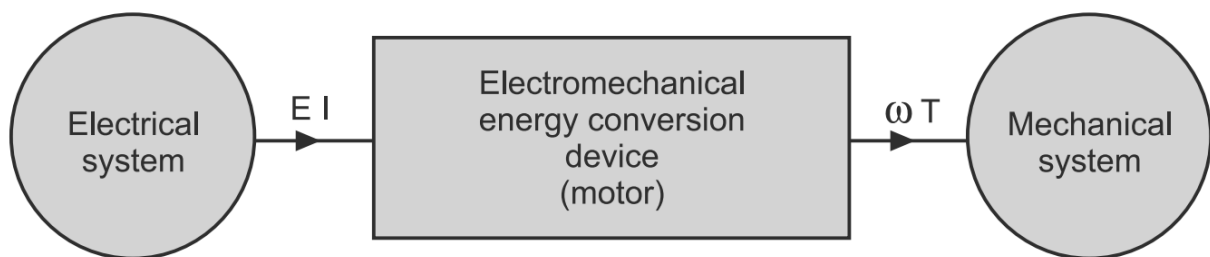 Electrical
system
E I
Electromechanical
energy conversion
device
(motor)
ω T
Mechanical
system